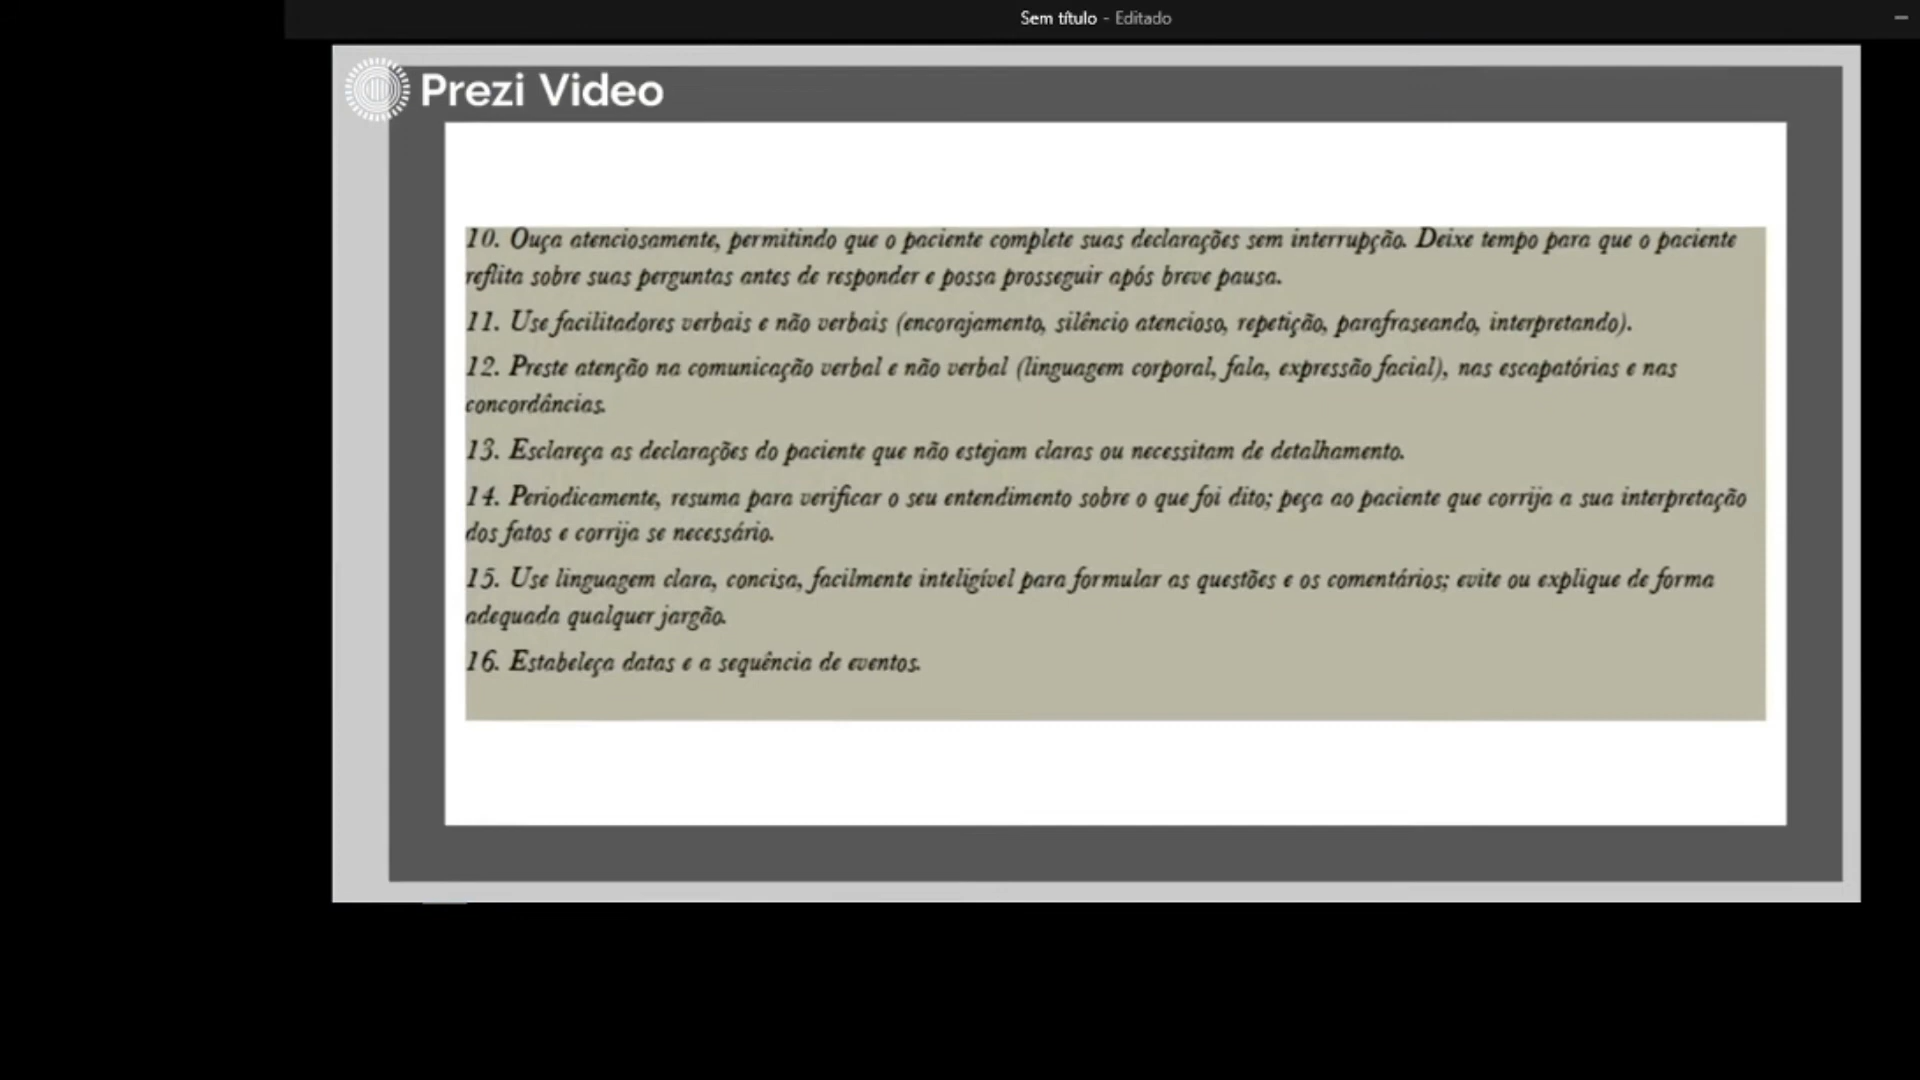 Sem título - Editado
Prezi Video
10. Ouça atenciosamente, permitindo que o paciente complete suas declarações sem interrupção. Deixe tempo para que o paciente
reflita sobre suas perguntas antes de responder e possa prosseguir após breve pausa.
11. Use facilitadores verbais e não verbais (encorajamento, silêncio atencioso, repetição, parafraseando, interpretando).
12. Preste atenção na comunicação verbal e não verbal (linguagem corporal, fala, expressão facial), nas escapatórias e nas
concordâncias.
13. Esclareça as declarações do paciente que não estejam claras ou necessitam de detalhamento.
14. Periodicamente, resuma para verificar o seu entendimento sobre o que foi dito; peça ao paciente que corrija a sua interpretação
dos fatos e corrija se necessário.
15. Use linguagem clara, concisa, facilmente inteligível para formular as questões e os comentários; evite ou explique de forma
adequada qualquer jargão.
16. Estabeleça datas e a sequência de eventos.